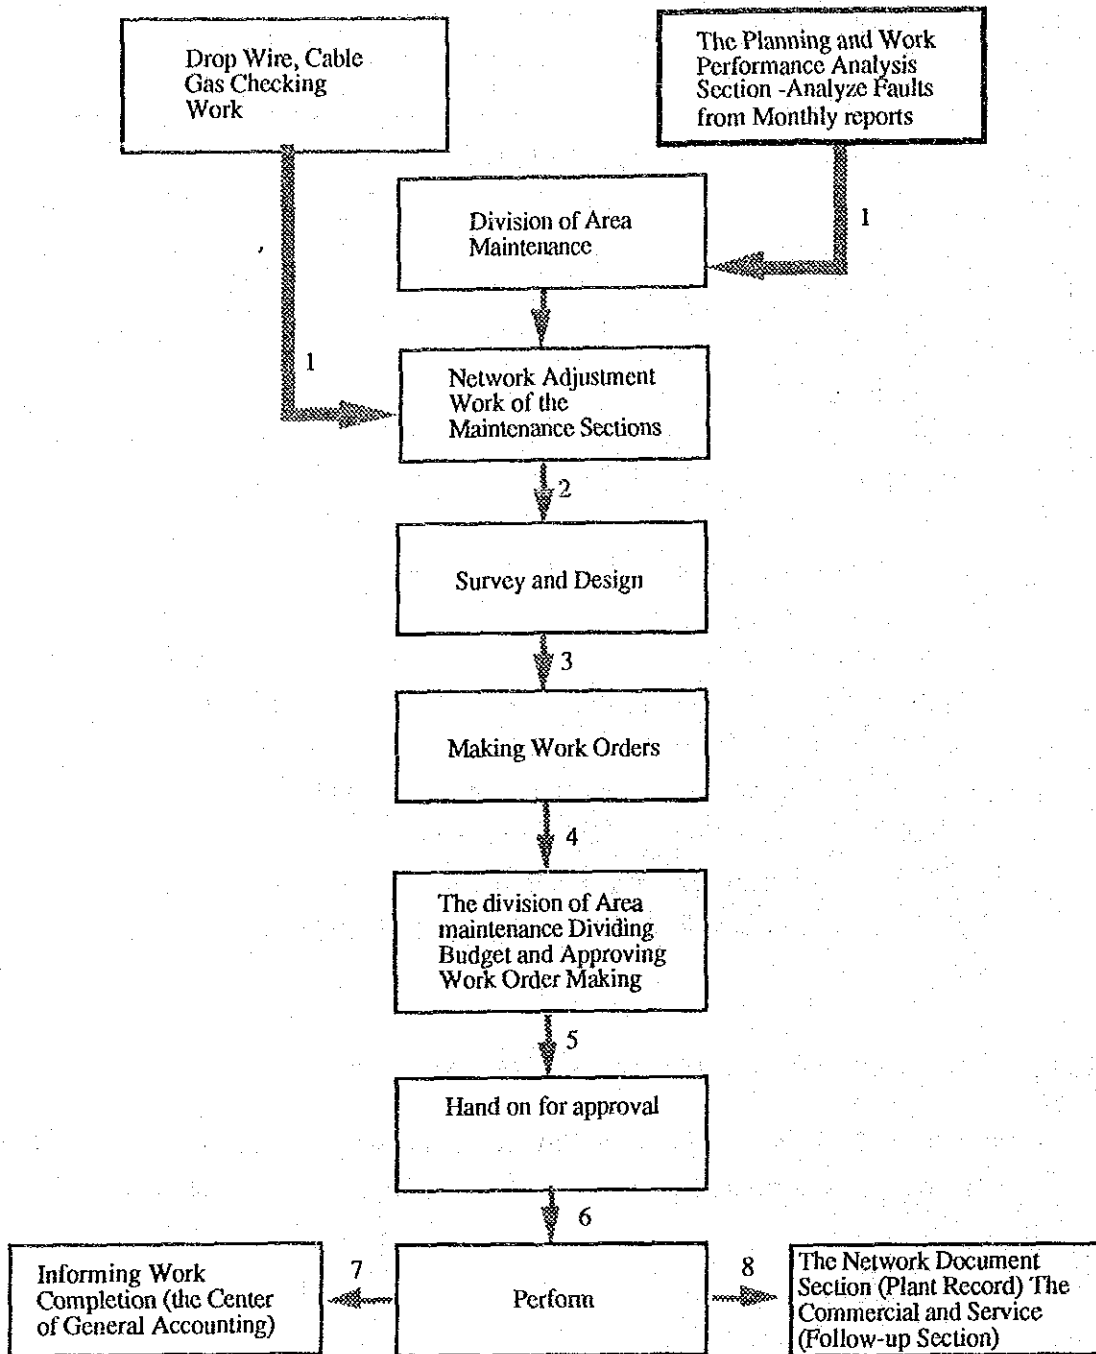 Drop Wire, Cable
Gas Checking
Work
The Planning and Work
Performance Analysis
Section -Analyze Faults
from Monthly reports
1
Division of Area
Maintenance
1
Network Adjustment
Work of the
Maintenance Sections
2
Survey and Design
3
Making Work Orders
4
The division of Area
maintenance Dividing
Budget and Approving
Work Order Making
5
Hand on for approval
6
Informing Work
Completion (the Center
of General Accounting)
7
Perform
8
The Network Document
Section (Plant Record) The
Commercial and Service
(Follow-up Section)